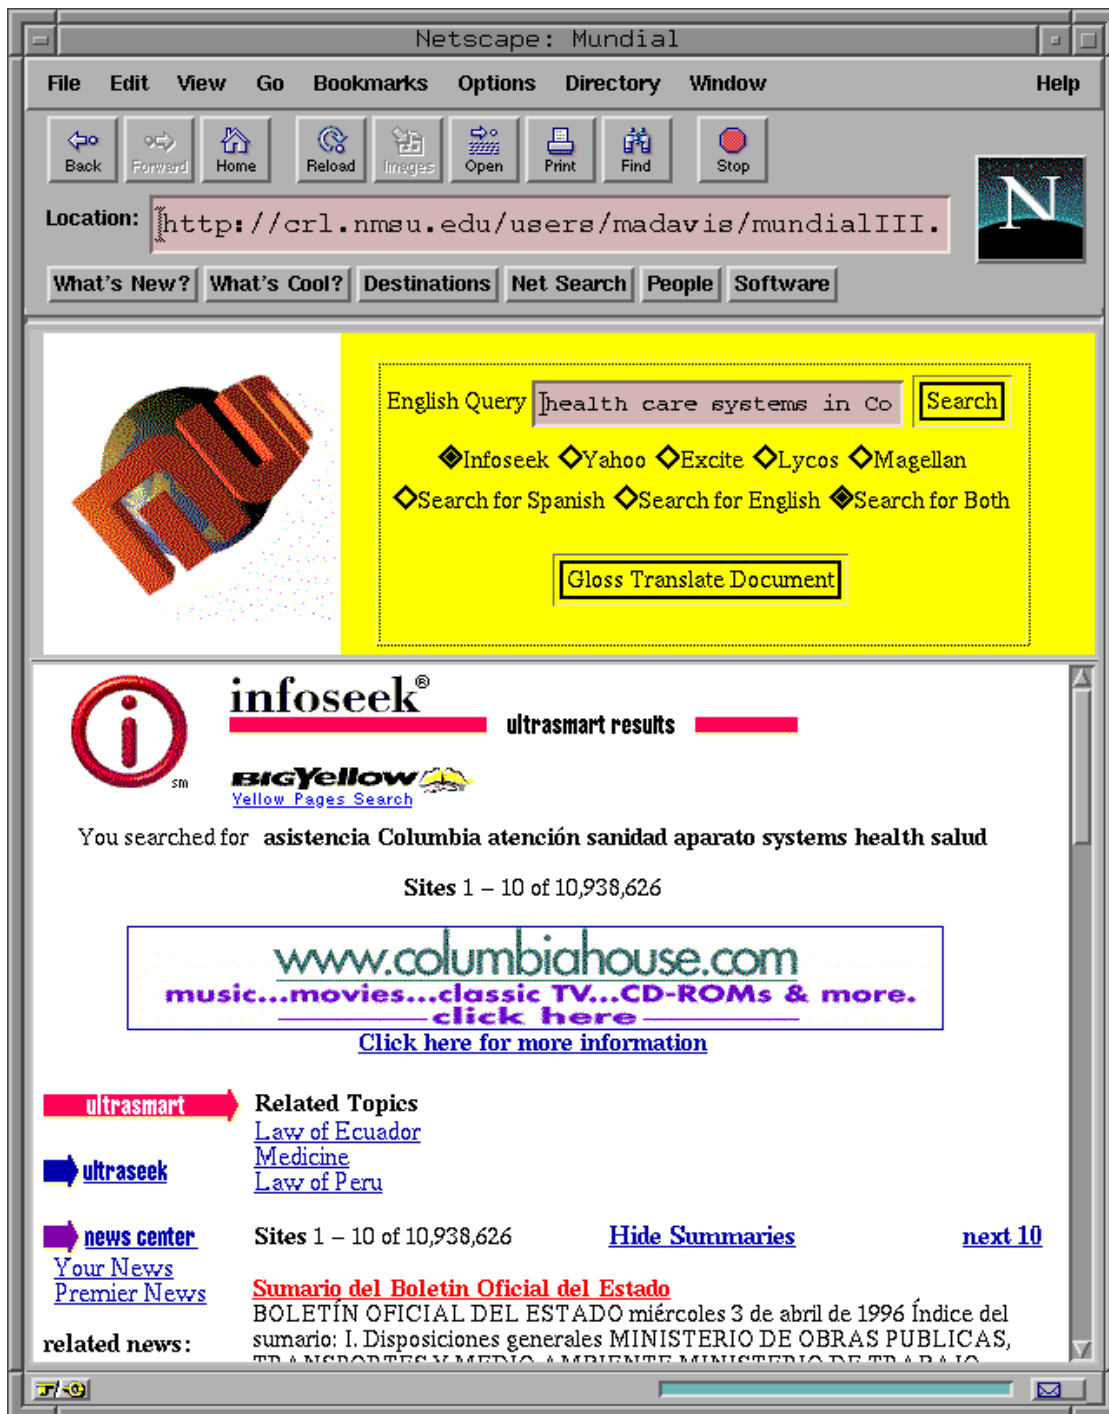 Netscape: Mundial
File Edit View Go Bookmarks Options Directory Window Help
Back Forward Home Reload Images Open Print Find Stop
N
Location: http://crl.nmsu.edu/users/madavis/mundialIII.
What's New? What's Cool? Destinations Net Search People Software
English Query health care systems in Co Search
Infoseek Yahoo Excite Lycos Magellan
Search for Spanish Search for English Search for Both
Gloss Translate Document
infoseek®
ultrasmart results
sm
BIGYellow
Yellow Pages Search
You searched for asistencia Columbia atención sanidad aparato systems health salud
Sites 1 – 10 of 10,938,626
www.columbiahouse.com
music...movies...classic TV...CD-ROMs & more.
click here
Click here for more information
ultrasmart Related Topics
Law of Ecuador
Medicine
ultraseek
Law of Peru
news center Sites 1 – 10 of 10,938,626 Hide Summaries next 10
Your News
Premier News
Sumario del Boletin Oficial del Estado
BOLETÍN OFICIAL DEL ESTADO miércoles 3 de abril de 1996 Índice del
related news: sumario: I. Disposiciones generales MINISTERIO DE OBRAS PUBLICAS,
TRANSPORTES Y MEDIO AMBIENTE MINISTERIO DE TRABAJO